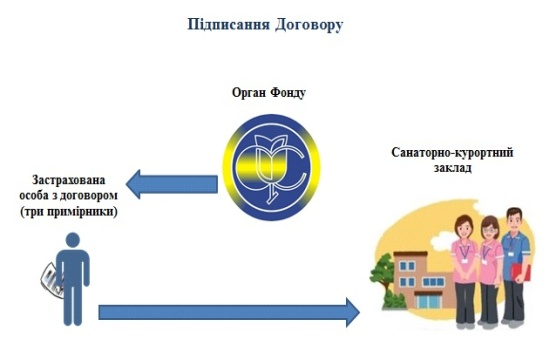 Підписання Договору
Орган Фонду
Санаторно-курортний
заклад
Застрахована
особа з договором
(три примірники)